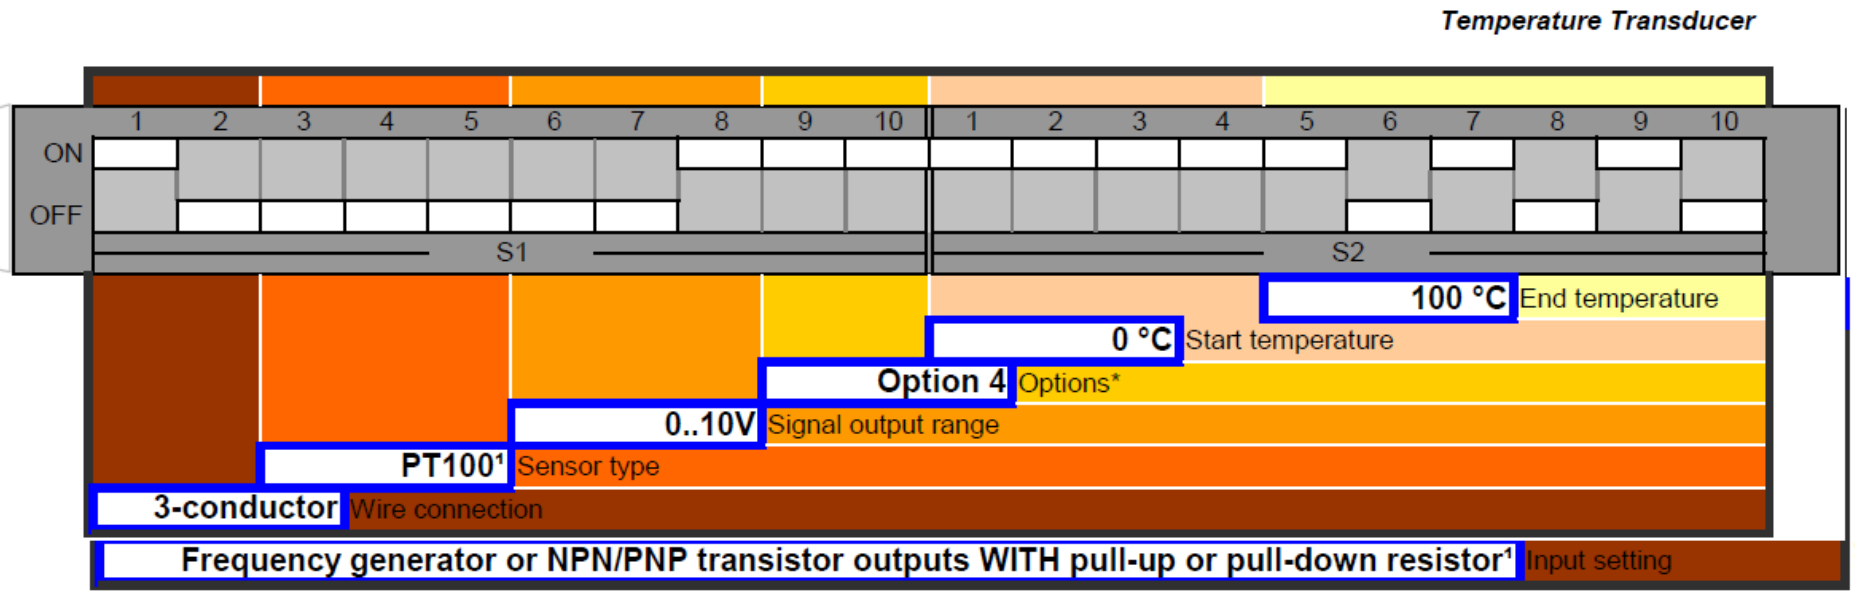 Temperature Transducer
1 2 3 4 5 6 7 8 9 10 1 2 3 4 5 6 7 8 9 10
ON
OFF
S1 S2
100 °C End temperature
0 °C Start temperature
Option 4 Options*
0..10V Signal output range
PT100¹ Sensor type
3-conductor Wire connection
Frequency generator or NPN/PNP transistor outputs WITH pull-up or pull-down resistor¹ Input setting